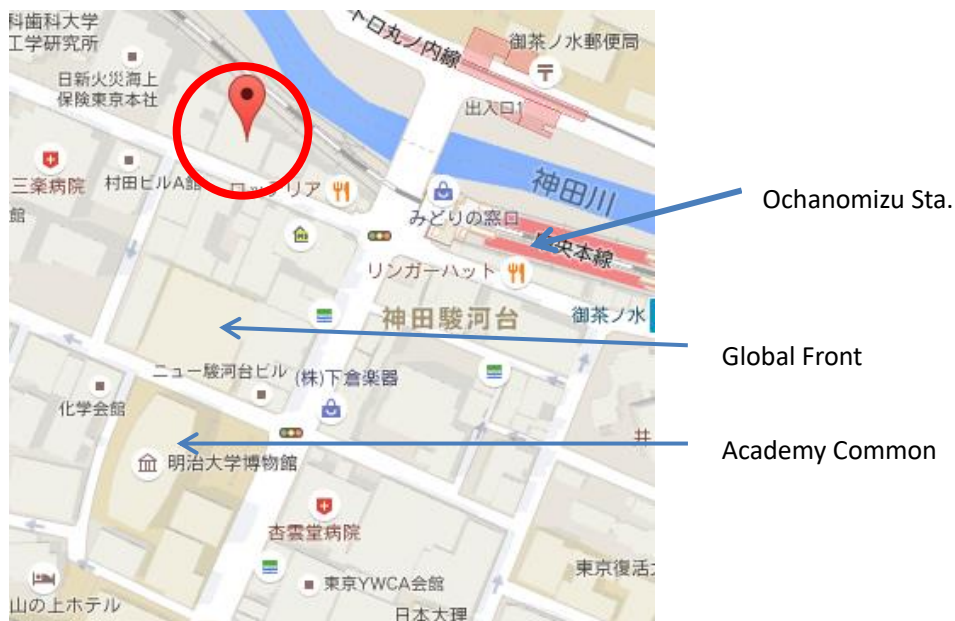 科歯科大学
工学研究所
日新火災海上
保険東京本社
ト日丸ノ内線
御茶ノ水郵便局
出入口1
三楽病院
館
村田ビルA館
ロッテリア
神田川
みどりの窓口
中央本線
リンガーハット
神田駿河台
御茶ノ水
ニュー駿河台ビル
(株)下倉楽器
化学会館
井
明治大学博物館
杏雲堂病院
東京YWCA会館
東京復活
山の上ホテル
日本大理
Ochanomizu Sta.
Global Front
Academy Common